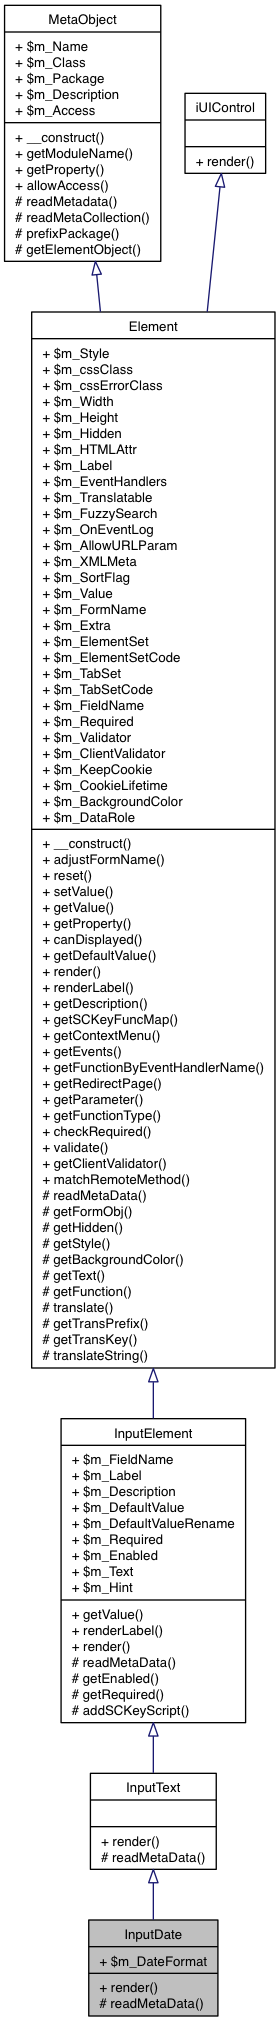 MetaObject
+ $m_Name
+ $m_Class
+ $m_Package
+ $m_Description
+ $m_Access
+ __construct()
+ getModuleName()
+ getProperty()
+ allowAccess()
# readMetadata()
# readMetaCollection()
# prefixPackage()
# getElementObject()
iUIControl
+ render()
Element
+ $m_Style
+ $m_cssClass
+ $m_cssErrorClass
+ $m_Width
+ $m_Height
+ $m_Hidden
+ $m_HTMLAttr
+ $m_Label
+ $m_EventHandlers
+ $m_Translatable
+ $m_FuzzySearch
+ $m_OnEventLog
+ $m_AllowURLParam
+ $m_XMLMeta
+ $m_SortFlag
+ $m_Value
+ $m_FormName
+ $m_Extra
+ $m_ElementSet
+ $m_ElementSetCode
+ $m_TabSet
+ $m_TabSetCode
+ $m_FieldName
+ $m_Required
+ $m_Validator
+ $m_ClientValidator
+ $m_KeepCookie
+ $m_CookieLifetime
+ $m_BackgroundColor
+ $m_DataRole
+ __construct()
+ adjustFormName()
+ reset()
+ setValue()
+ getValue()
+ getProperty()
+ canDisplayed()
+ getDefaultValue()
+ render()
+ renderLabel()
+ getDescription()
+ getSCKeyFuncMap()
+ getContextMenu()
+ getEvents()
+ getFunctionByEventHandlerName()
+ getRedirectPage()
+ getParameter()
+ getFunctionType()
+ checkRequired()
+ validate()
+ getClientValidator()
+ matchRemoteMethod()
# readMetaData()
# getFormObj()
# getHidden()
# getStyle()
# getBackgroundColor()
# getText()
# getFunction()
# translate()
# getTransPrefix()
# getTransKey()
# translateString()
InputElement
+ $m_FieldName
+ $m_Label
+ $m_Description
+ $m_DefaultValue
+ $m_DefaultValueRename
+ $m_Required
+ $m_Enabled
+ $m_Text
+ $m_Hint
+ getValue()
+ renderLabel()
+ render()
# readMetaData()
# getEnabled()
# getRequired()
# addSCKeyScript()
InputText
+ render()
# readMetaData()
InputDate
+ $m_DateFormat
+ render()
# readMetaData()